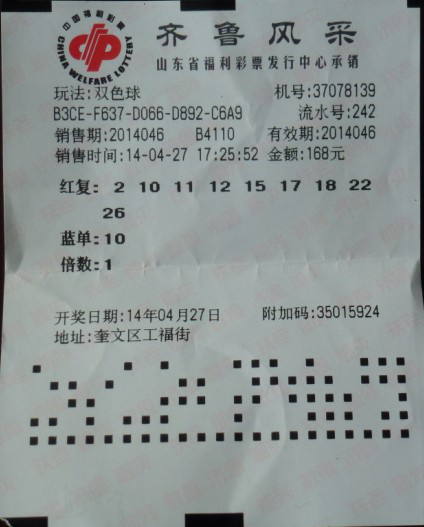 中国福利彩票
CHINA WELFARE LOTTERY
齐鲁风采
山东省福利彩票发行中心承销
玩法:双色球 机号:37078139
B3CE-F637-D066-D892-C6A9 流水号:242
销售期:2014046 B4110 有效期:2014046
销售时间:14-04-27 17:25:52 金额:168元
红复: 2 10 11 12 15 17 18 22
26
蓝单:10
倍数:1
开奖日期:14年04月27日 附加码:35015924
地址:奎文区工福街